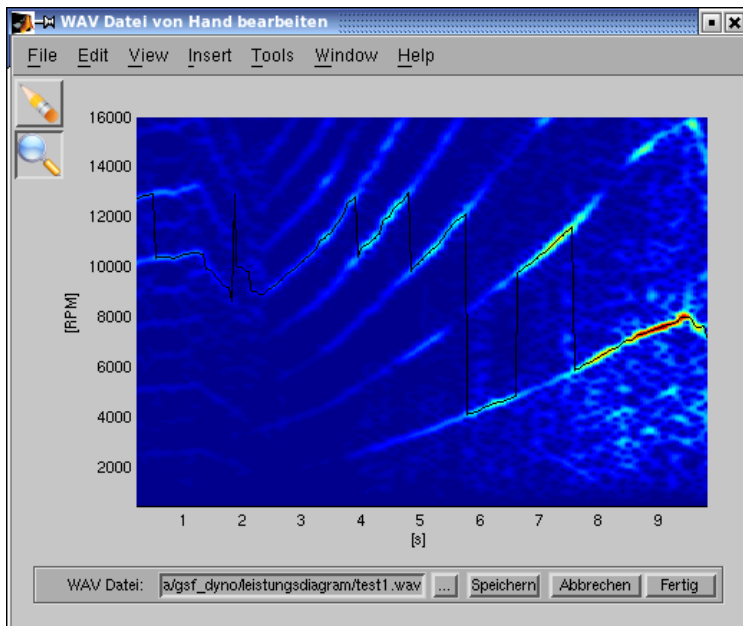 WAV Datei von Hand bearbeiten
File Edit View Insert Tools Window Help
16000
14000
12000
10000
8000
6000
4000
2000
[RPM]
1 2 3 4 5 6 7 8 9
[s]
WAV Datei: a/gsf_dyno/leistungsdiagram/test1.wav ... Speichern Abbrechen Fertig